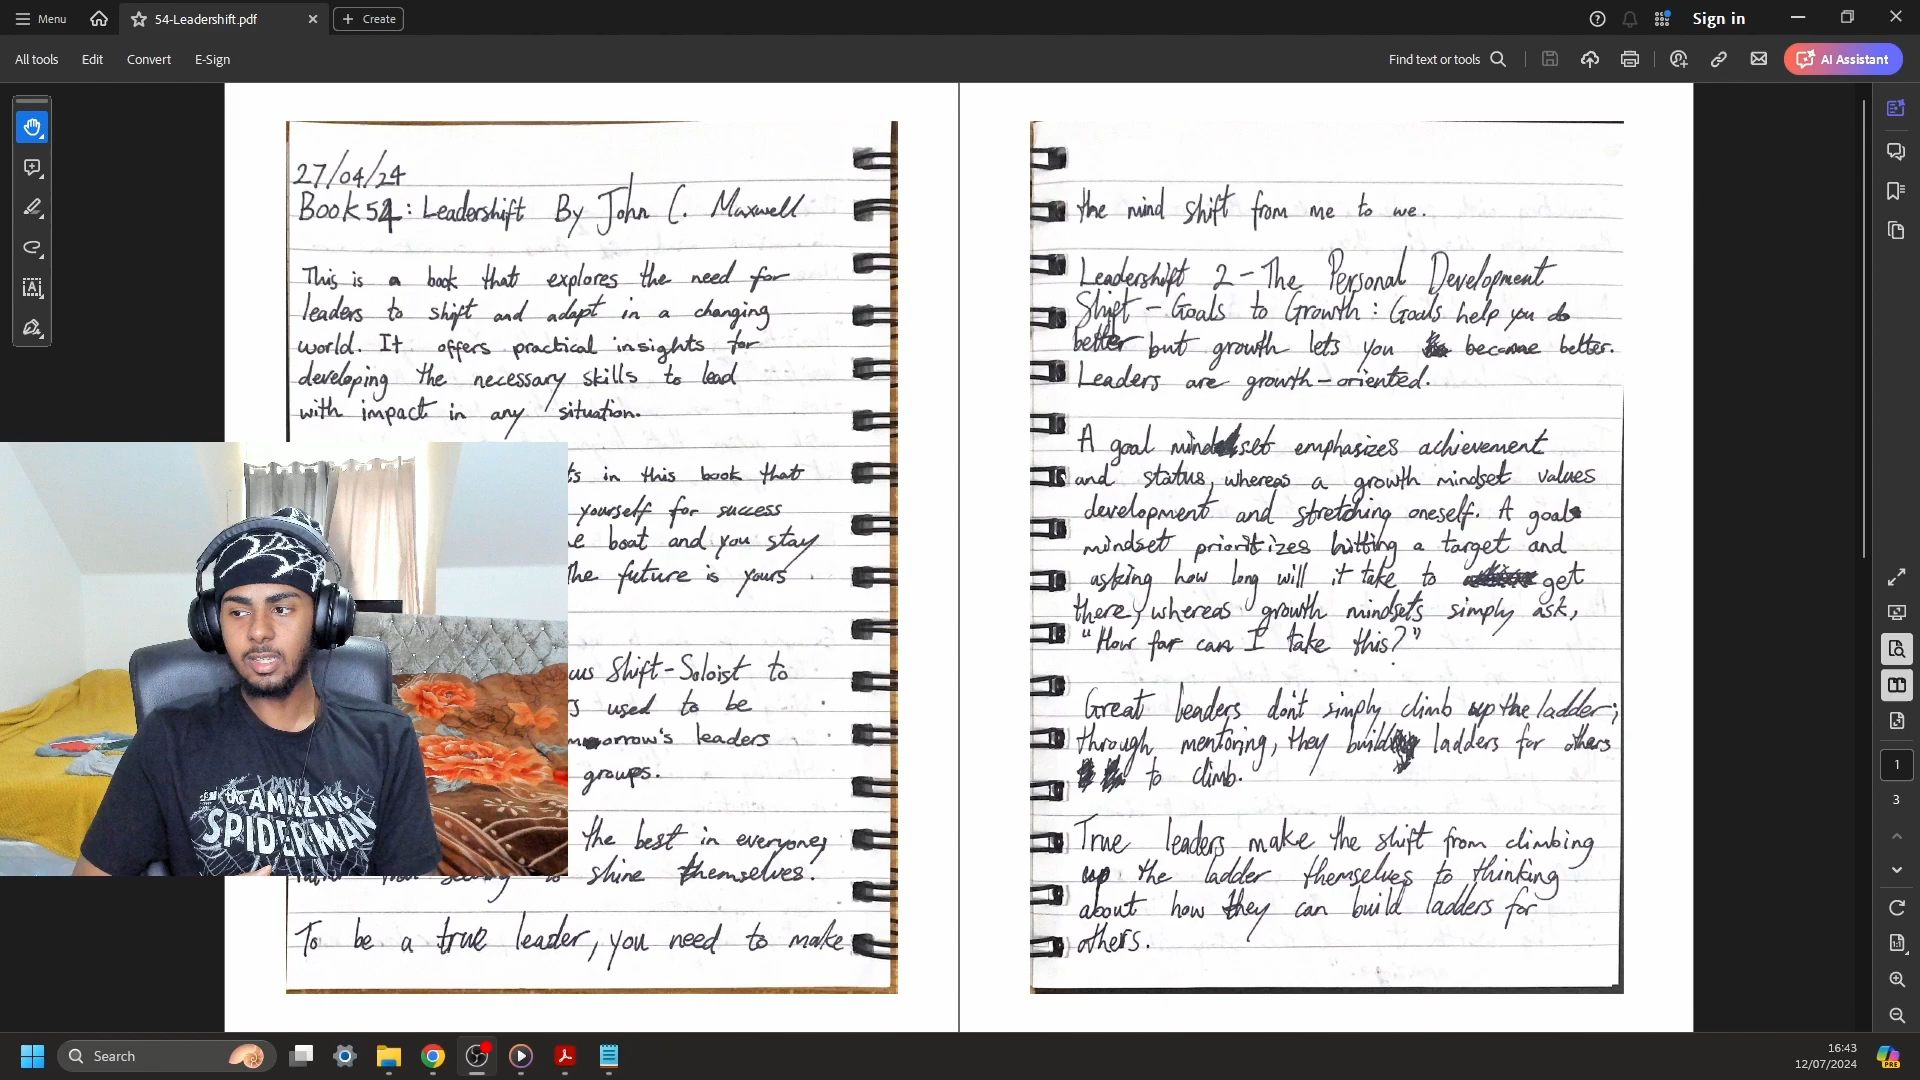 Menu
54-Leadershift.pdf
Create
Sign in
All tools
Edit
Convert
E-Sign
Find text or tools
AI Assistant
27/04/24
Book 54: Leadershift By John C. Maxwell
This is a book that explores the need for
leaders to shift and adapt in a changing
world. It offers practical insights for
developing the necessary skills to lead
with impact in any situation.
in this book that
yourself for success
boat and you stay
The future is yours.
Shift-Soloist to
used to be
leaders
groups.
the best in everyone,
shine themselves.
To be a true leader, you need to make
the mind shift from me to we.
Leadershift 2 - The Personal Development
Shift - Goals to Growth: Goals help you do
better but growth lets you become better.
Leaders are growth-oriented.
A goal mindset emphasizes achievement
and status, whereas a growth mindset values
development and stretching oneself. A goal
mindset prioritizes hitting a target and
asking how long will it take to get
there, whereas growth mindsets simply ask,
"How far can I take this?"
Great leaders don't simply climb up the ladder;
through mentoring, they build ladders for others
to climb.
True leaders make the shift from climbing
up the ladder themselves to thinking
about how they can build ladders for
others.
THE AMAZING
SPIDER-MAN
1
3
Search
16:43
12/07/2024
PRE